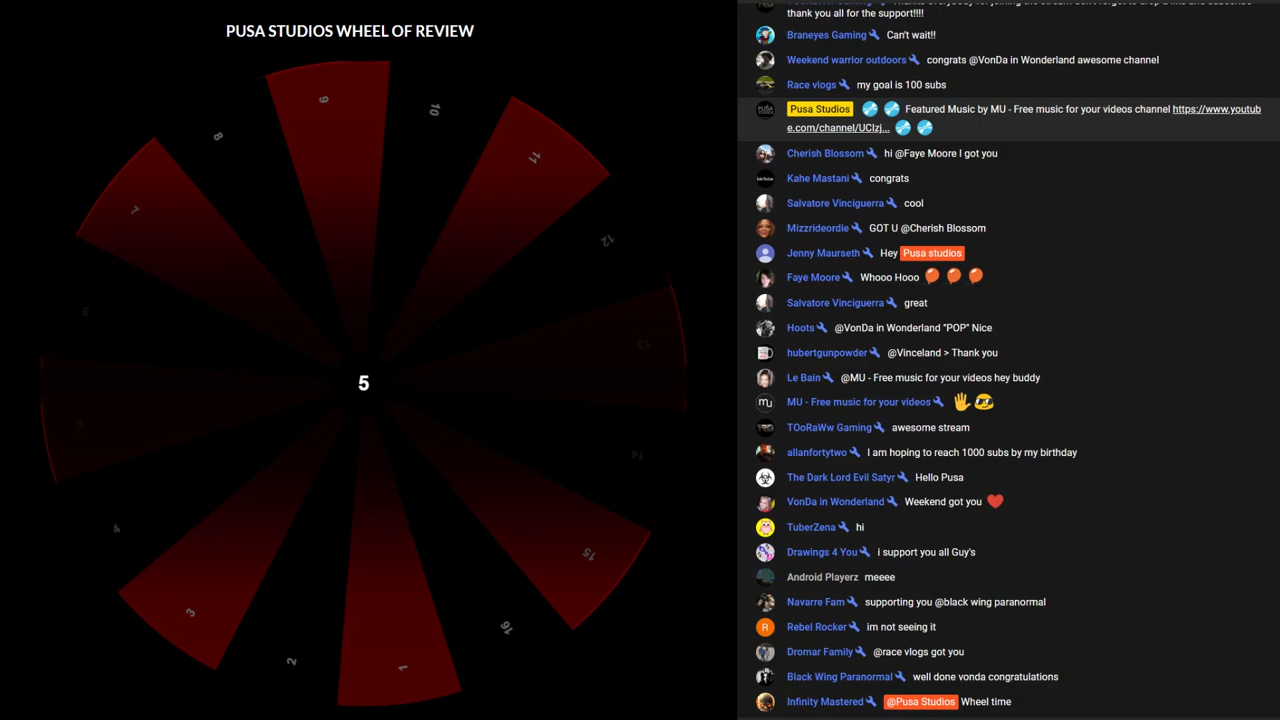 PUSA STUDIOS WHEEL OF REVIEW
9
10
8
11
7
12
6
13
5
5
14
4
15
3
16
2
1
thank you all for the support!!!!
Braneyes Gaming Can't wait!!
Weekend warrior outdoors congrats @VonDa in Wonderland awesome channel
Race vlogs my goal is 100 subs
Pusa Studios Featured Music by MU - Free music for your videos channel https://www.youtub
e.com/channel/UCIzj...
Cherish Blossom hi @Faye Moore I got you
Kahe Mastani congrats
Salvatore Vinciguerra cool
Mizzrideordie GOT U @Cherish Blossom
Jenny Maurseth Hey Pusa studios
Faye Moore Whooo Hooo 🎈 🎈 🎈
Salvatore Vinciguerra great
Hoots @VonDa in Wonderland "POP" Nice
hubertgunpowder @Vinceland > Thank you
Le Bain @MU - Free music for your videos hey buddy
MU - Free music for your videos 🖐 😎
TOoRaWw Gaming awesome stream
allanfortytwo I am hoping to reach 1000 subs by my birthday
The Dark Lord Evil Satyr Hello Pusa
VonDa in Wonderland Weekend got you ❤
TuberZena hi
Drawings 4 You i support you all Guy's
Android Playerz meeee
Navarre Fam supporting you @black wing paranormal
Rebel Rocker im not seeing it
Dromar Family @race vlogs got you
Black Wing Paranormal well done vonda congratulations
Infinity Mastered @Pusa Studios Wheel time